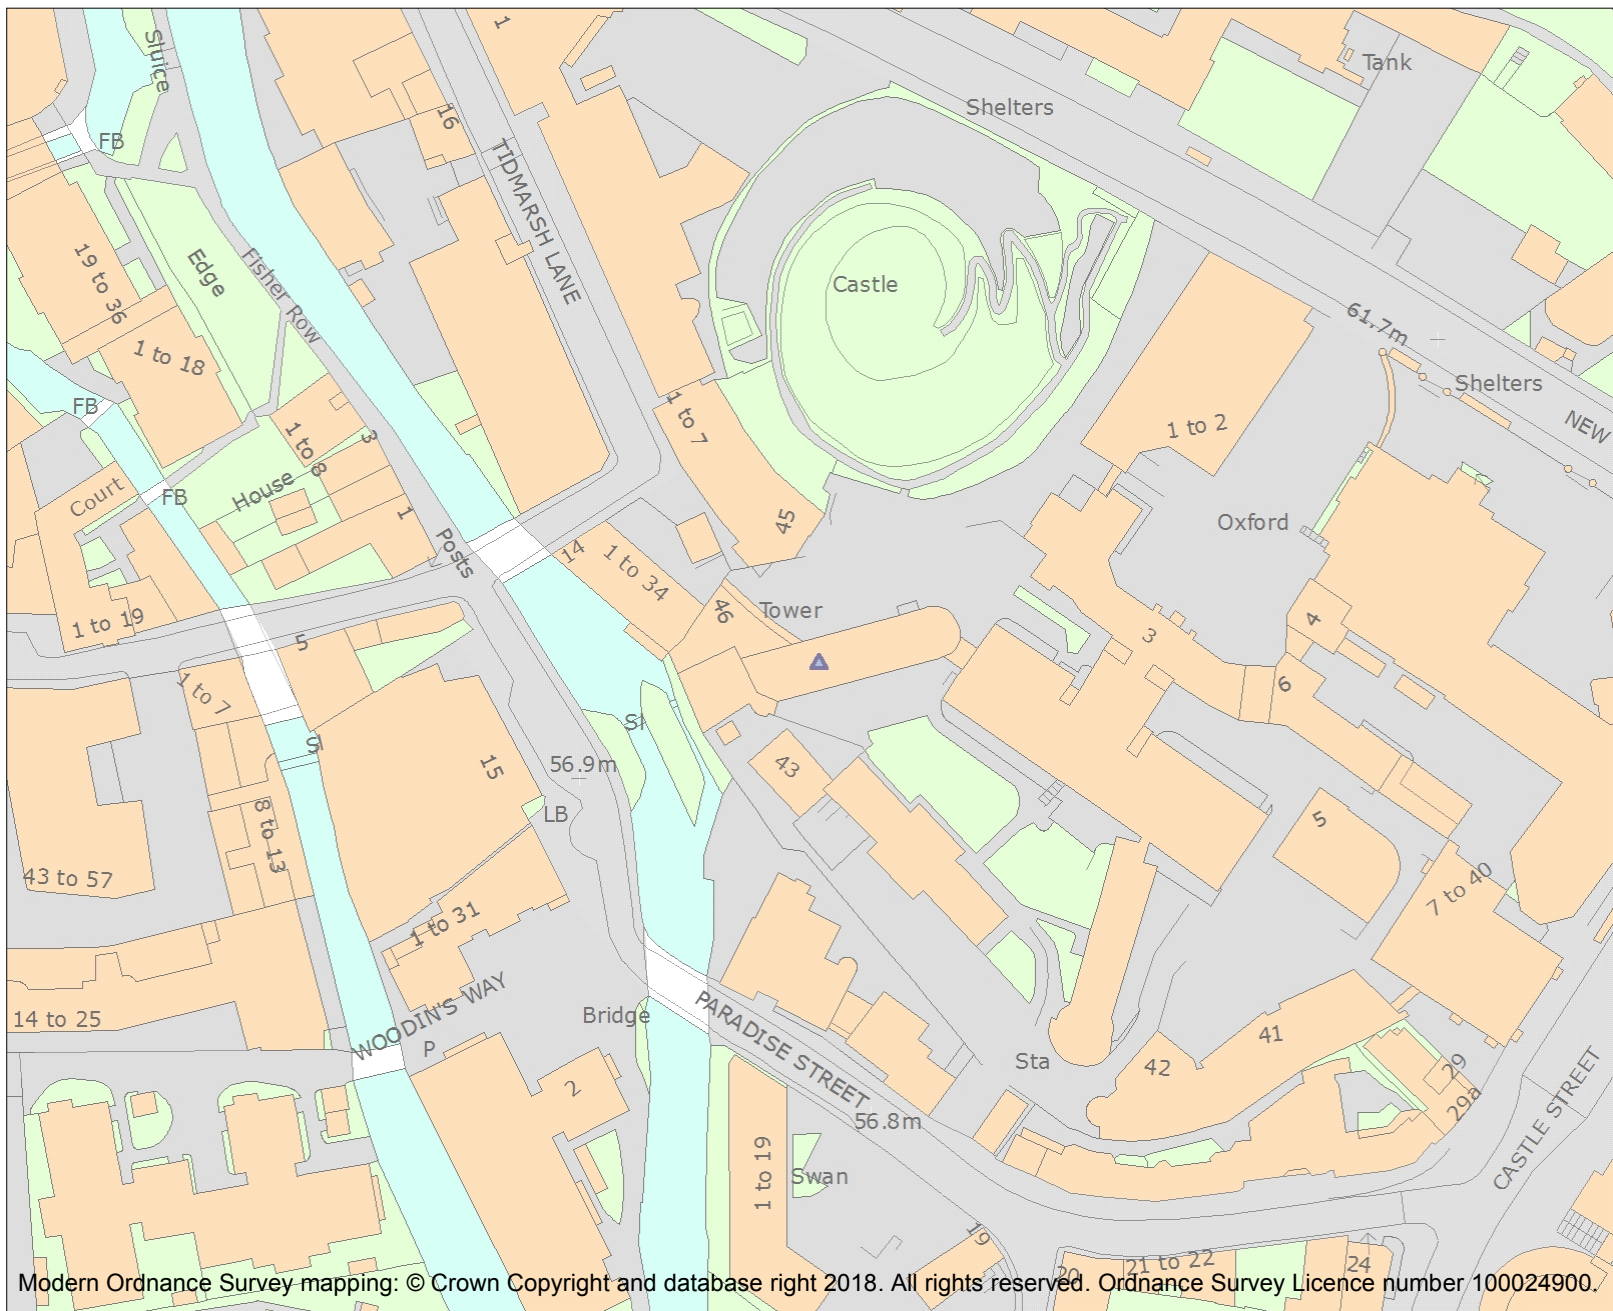 Sluice
1
Tank
FB
16
Shelters
TIDMARSH LANE
19 to 36
Edge
Fisher Row
Castle
61.7m
1 to 18
Shelters
FB
1 to 7
1 to 2
NEW
3
1 to 8
House
Court
FB
1
45
Oxford
Posts
14
1 to 34
46
Tower
4
1 to 19
5
3
1 to 7
6
Sl
Sl
56.9m
15
43
LB
5
8 to 13
43 to 57
7 to 40
1 to 31
WOODIN'S WAY
14 to 25
P
Bridge
PARADISE STREET
41
Sta
42
29
29a
2
56.8m
CASTLE STREET
1 to 19
Swan
19
20
21 to 22
24
Modern Ordnance Survey mapping: © Crown Copyright and database right 2018. All rights reserved. Ordnance Survey Licence number 100024900.